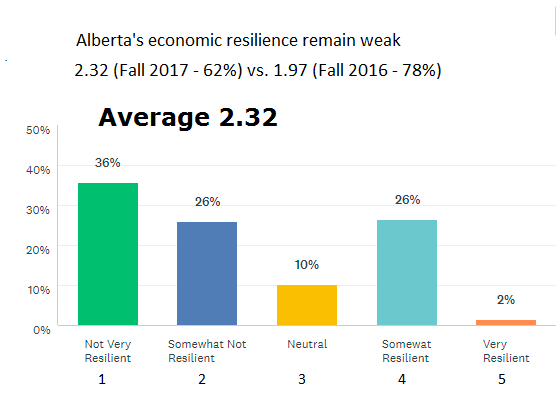 Alberta's economic resilience remain weak
2.32 (Fall 2017 - 62%) vs. 1.97 (Fall 2016 - 78%)
Average 2.32
50%
40%
30%
20%
10%
0%
36%
26%
10%
26%
2%
Not Very
Resilient
Somewhat Not
Resilient
Neutral
Somewat
Resilient
Very
Resilient
1
2
3
4
5